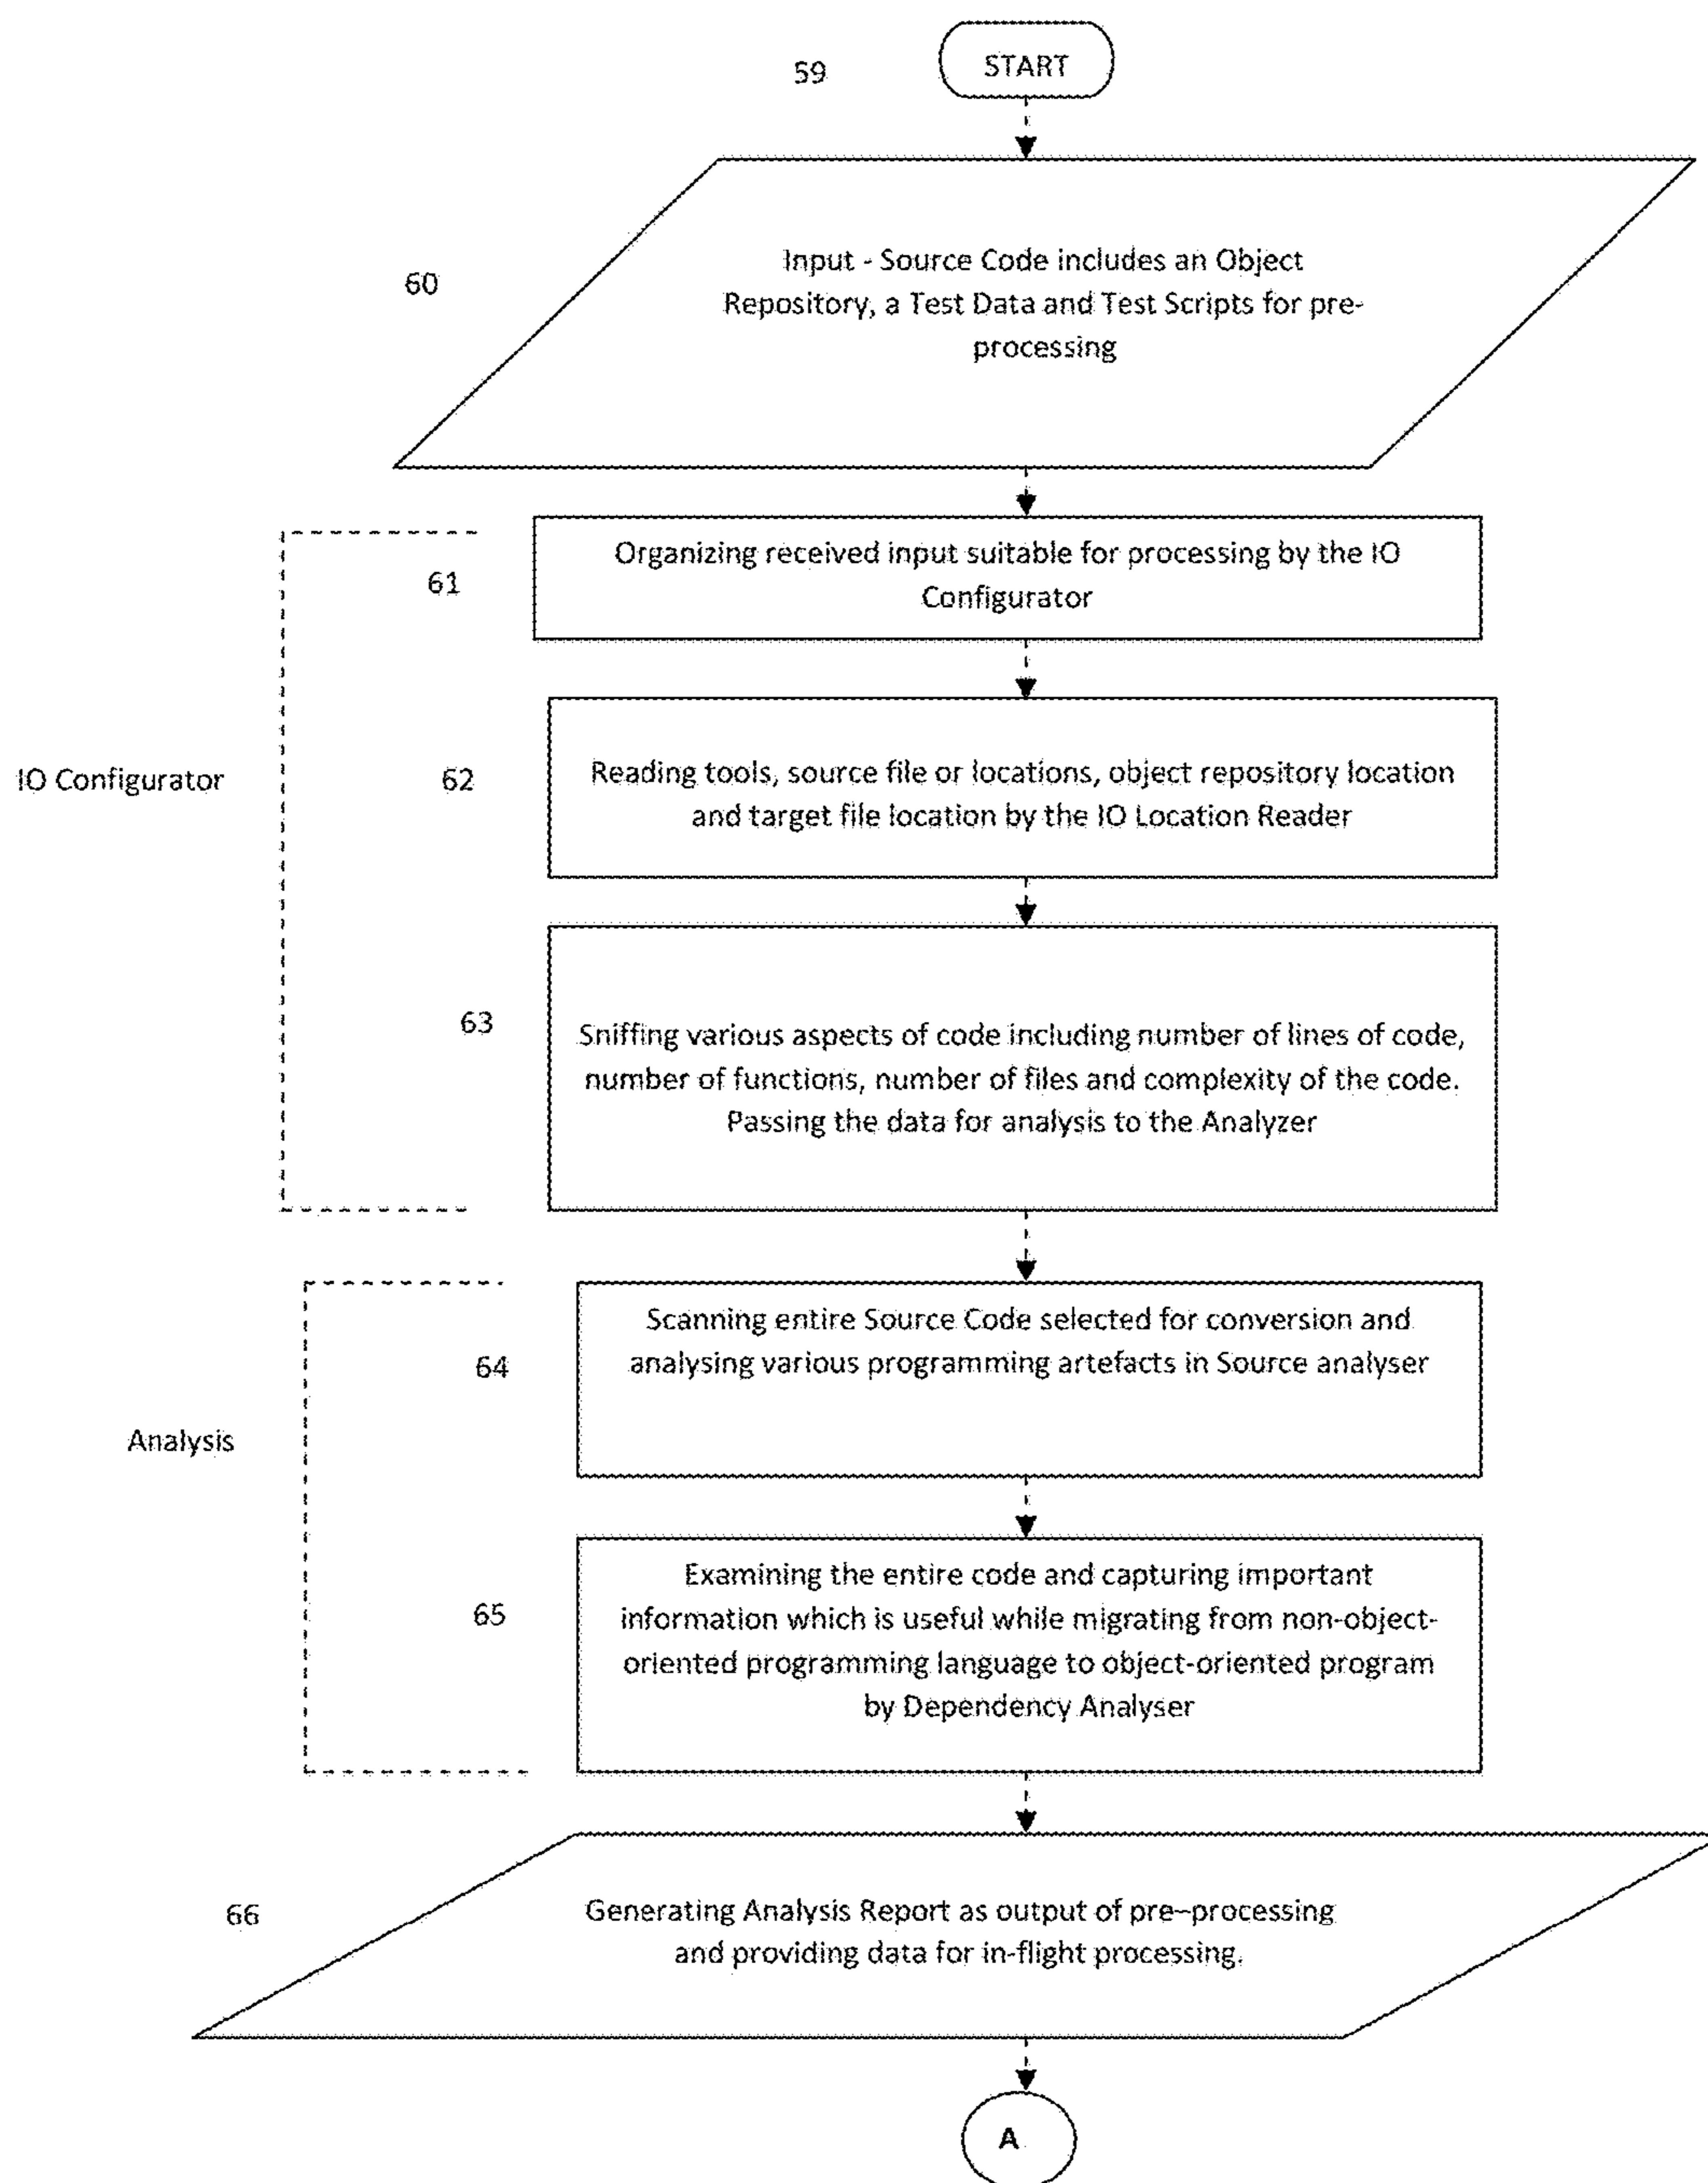 59
START
60
Input - Source Code includes an Object
Repository, a Test Data and Test Scripts for pre-
processing
61
Organizing received input suitable for processing by the IO
Configurator
IO Configurator
62
Reading tools, source file or locations, object repository location
and target file location by the IO Location Reader
63
Sniffing various aspects of code including number of lines of code,
number of functions, number of files and complexity of the code.
Passing the data for analysis to the Analyzer
64
Scanning entire Source Code selected for conversion and
analysing various programming artefacts in Source analyser
Analysis
65
Examining the entire code and capturing important
information which is useful while migrating from non-object-
oriented programming language to object-oriented program
by Dependency Analyser
66
Generating Analysis Report as output of pre–processing
and providing data for in-flight processing.
A